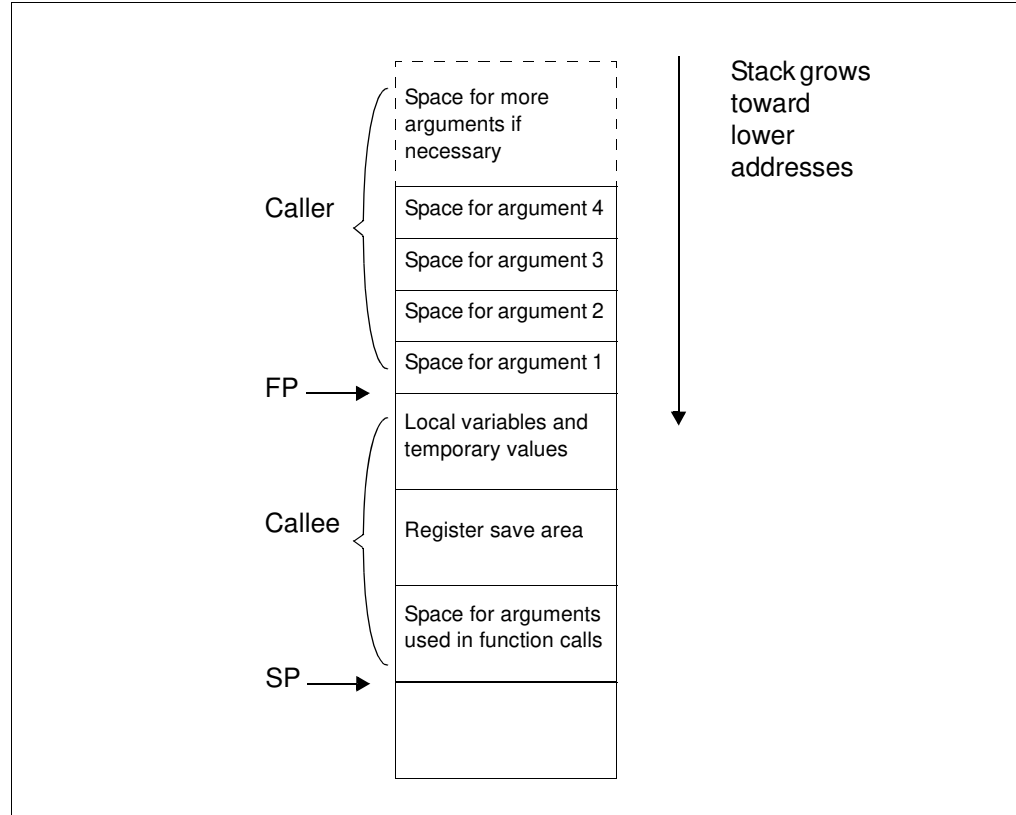 Stack grows
toward
lower
addresses
Space for more
arguments if
necessary
Caller
Space for argument 4
Space for argument 3
Space for argument 2
Space for argument 1
FP
Local variables and
temporary values
Callee
Register save area
Space for arguments
used in function calls
SP